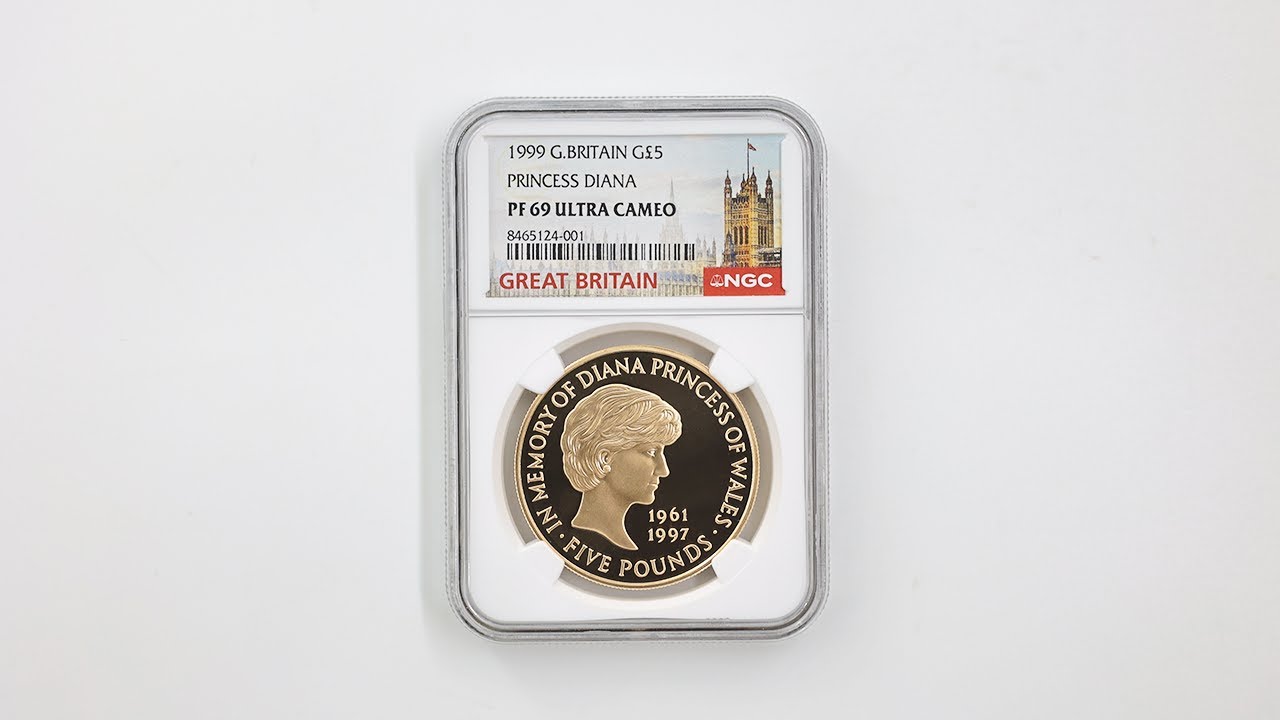 1999 G.BRITAIN G£5
PRINCESS DIANA
PF 69 ULTRA CAMEO
8465124-001
GREAT BRITAIN
NGC
IN MEMORY OF DIANA PRINCESS OF WALES
1961
1997
· FIVE POUNDS ·